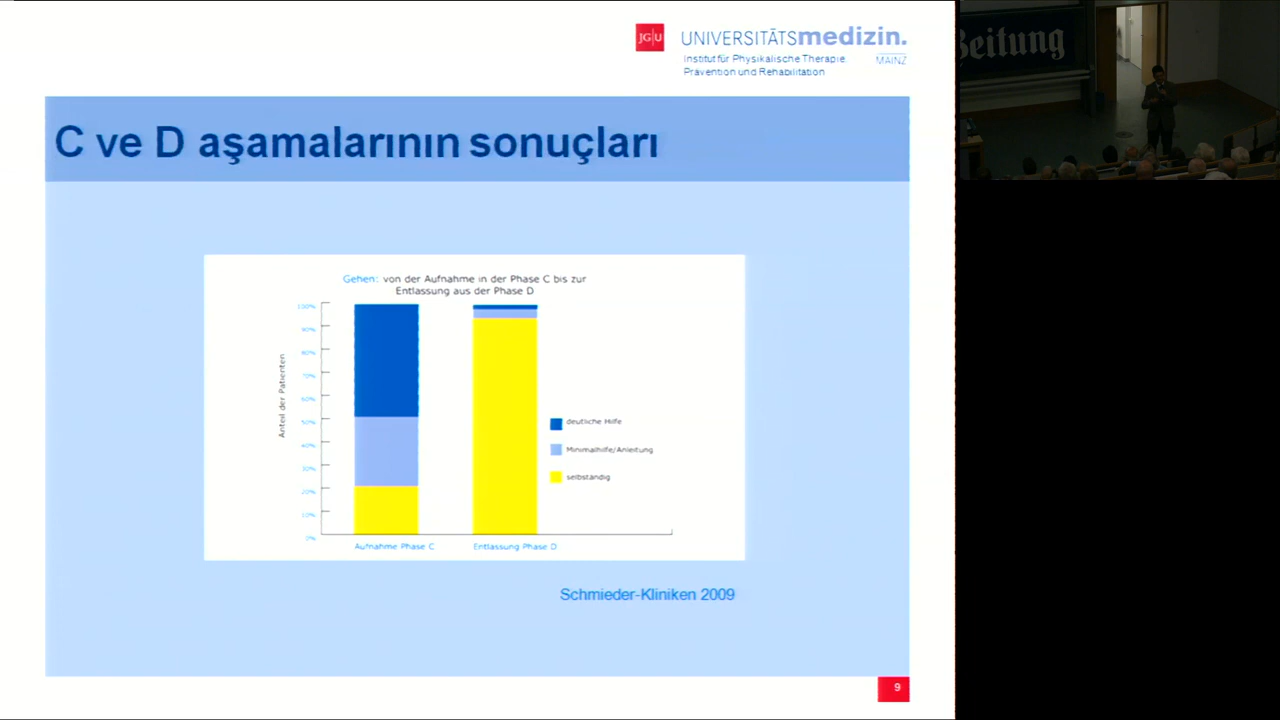 JG|U
UNIVERSITÄTSmedizin.
MAINZ
Institut für Physikalische Therapie
Prävention und Rehabilitation
Zeitung
C ve D aşamalarının sonuçları
Gehen: von der Aufnahme in der Phase C bis zur
Entlassung aus der Phase D
Anteil der Patienten
100%
90%
80%
70%
60%
50%
40%
30%
20%
10%
0%
deutliche Hilfe
Minimalhilfe/Anleitung
selbständig
Aufnahme Phase C
Entlassung Phase D
Schmieder-Kliniken 2009
9